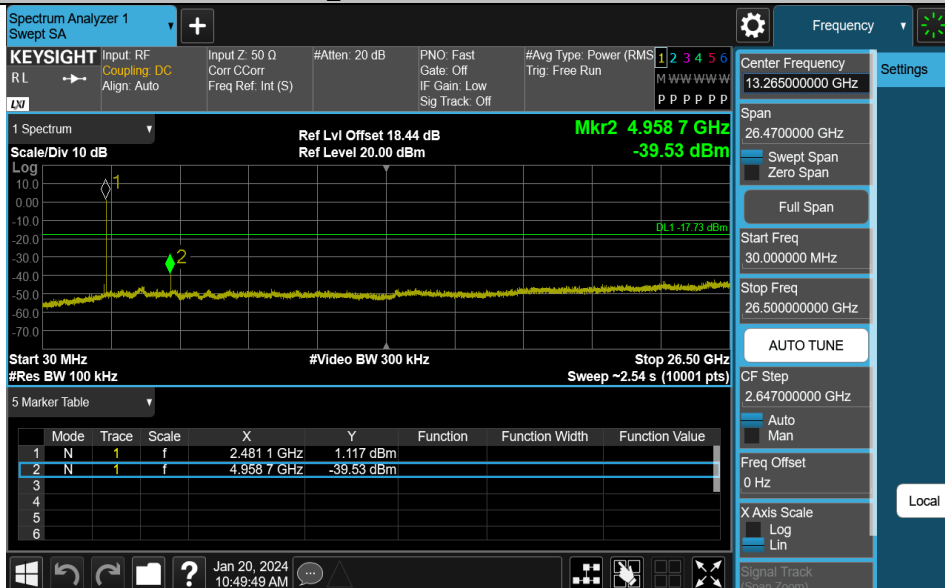 Spectrum Analyzer 1
Swept SA
+
Frequency
KEYSIGHT
R L
LXI
Input: RF
Coupling: DC
Align: Auto
Input Z: 50 Ω
Corr CCorr
Freq Ref: Int (S)
#Atten: 20 dB
PNO: Fast
Gate: Off
IF Gain: Low
Sig Track: Off
#Avg Type: Power (RMS
Trig: Free Run
1 2 3 4 5 6
M W W W W W
P P P P P P
Center Frequency
13.265000000 GHz
Settings
Span
26.4700000 GHz
Swept Span
Zero Span
Full Span
Start Freq
30.000000 MHz
Stop Freq
26.500000000 GHz
AUTO TUNE
CF Step
2.647000000 GHz
Auto
Man
Freq Offset
0 Hz
X Axis Scale
Log
Lin
Signal Track
(Span Zoom)
Local
1 Spectrum
Scale/Div 10 dB
Ref Lvl Offset 18.44 dB
Ref Level 20.00 dBm
Mkr2 4.958 7 GHz
-39.53 dBm
Log
10.0
0.00
-10.0
-20.0
-30.0
-40.0
-50.0
-60.0
-70.0
1
2
DL1 -17.73 dBm
Start 30 MHz
#Video BW 300 kHz
Stop 26.50 GHz
#Res BW 100 kHz
Sweep ~2.54 s (10001 pts)
5 Marker Table
Mode Trace Scale X Y Function Function Width Function Value
1 N 1 f 2.481 1 GHz 1.117 dBm
2 N 1 f 4.958 7 GHz -39.53 dBm
3
4
5
6
?
Jan 20, 2024
10:49:49 AM